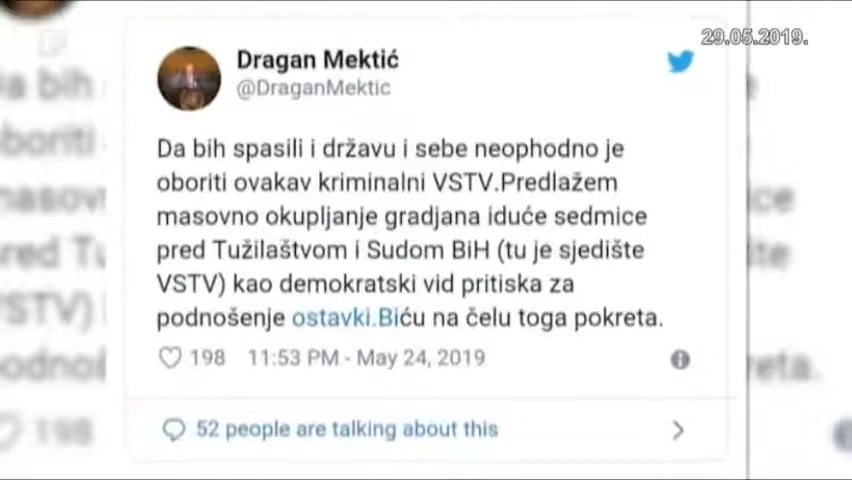 29.05.2019.
Dragan Mektić
@DraganMektic
Da bih spasili i državu i sebe neophodno je
oboriti ovakav kriminalni VSTV.Predlažem
masovno okupljanje gradjana iduće sedmice
pred Tužilaštvom i Sudom BiH (tu je sjedište
VSTV) kao demokratski vid pritiska za
podnošenje ostavki.Biću na čelu toga pokreta.
198 11:53 PM - May 24, 2019
52 people are talking about this